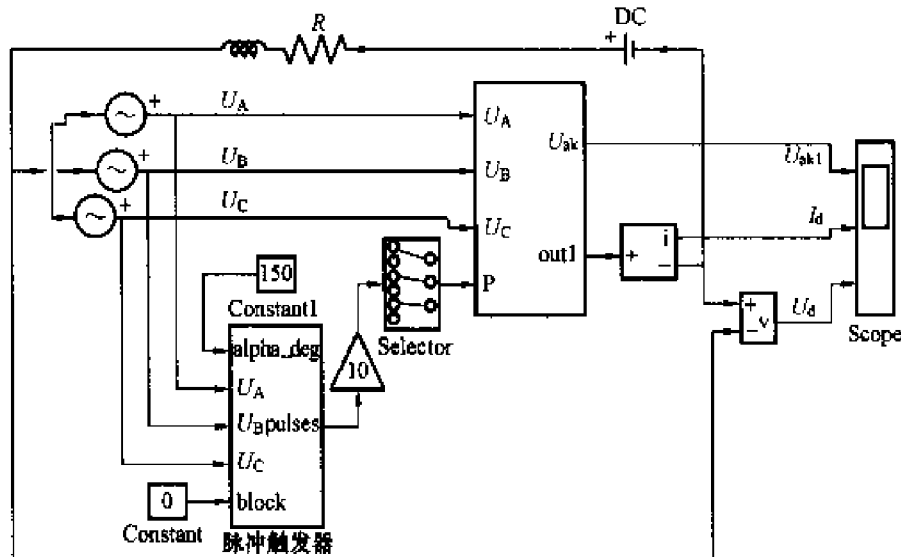 R
+ DC
+ U_A
+ U_B
+ U_C
U_A
U_B
U_C
P
U_ak
out1
U_ak1
I_d
+ i
−
+
− v
U_d
Scope
150
Constant1
Selector
10
alpha_deg
U_A
U_B pulses
U_C
block
0
Constant
脉冲触发器